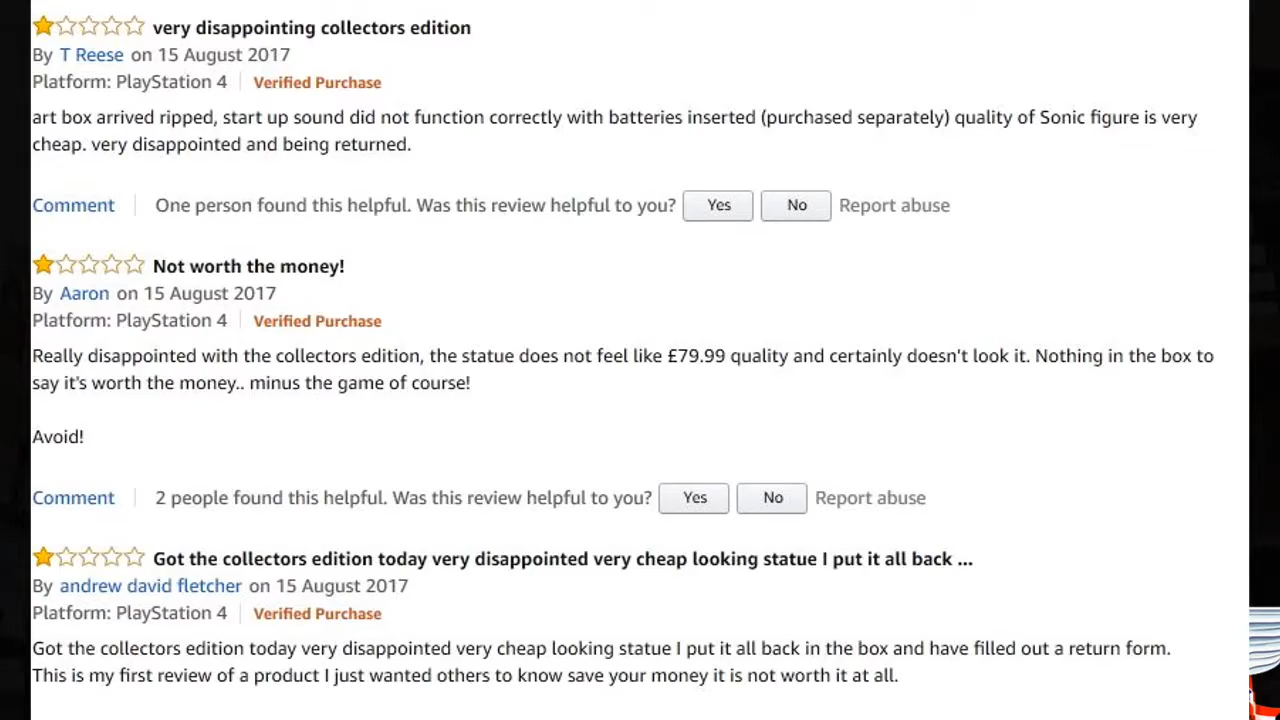 very disappointing collectors edition
By T Reese on 15 August 2017
Platform: PlayStation 4 Verified Purchase
art box arrived ripped, start up sound did not function correctly with batteries inserted (purchased separately) quality of Sonic figure is very
cheap. very disappointed and being returned.
Comment One person found this helpful. Was this review helpful to you? Yes No Report abuse
Not worth the money!
By Aaron on 15 August 2017
Platform: PlayStation 4 Verified Purchase
Really disappointed with the collectors edition, the statue does not feel like £79.99 quality and certainly doesn't look it. Nothing in the box to
say it's worth the money.. minus the game of course!
Avoid!
Comment 2 people found this helpful. Was this review helpful to you? Yes No Report abuse
Got the collectors edition today very disappointed very cheap looking statue I put it all back ...
By andrew david fletcher on 15 August 2017
Platform: PlayStation 4 Verified Purchase
Got the collectors edition today very disappointed very cheap looking statue I put it all back in the box and have filled out a return form.
This is my first review of a product I just wanted others to know save your money it is not worth it at all.